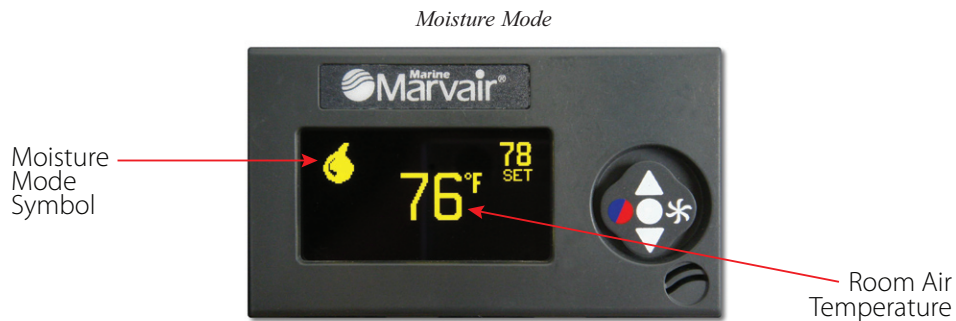 Moisture Mode
Marine
Marvair®
78
SET
76°F
Moisture
Mode
Symbol
Room Air
Temperature